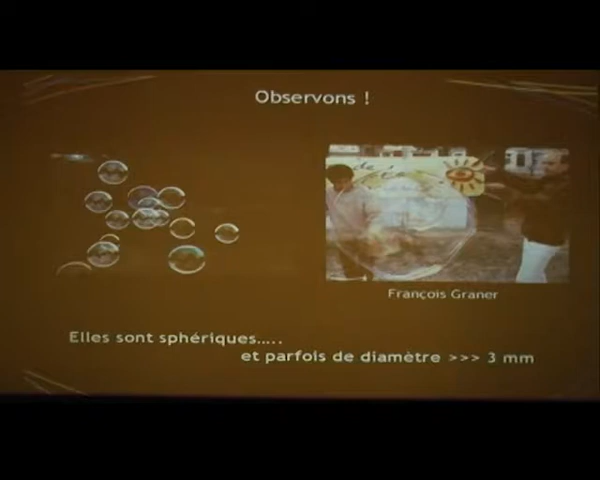 Observons !
François Graner
Elles sont sphériques.....
et parfois de diamètre >>> 3 mm